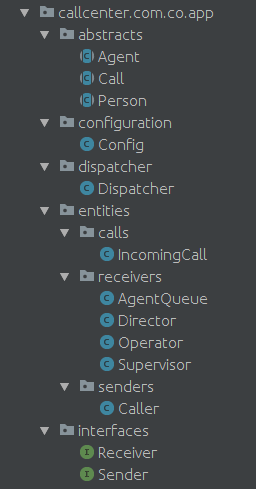 callcenter.com.co.app
abstracts
Agent
Call
Person
configuration
Config
dispatcher
Dispatcher
entities
calls
IncomingCall
receivers
AgentQueue
Director
Operator
Supervisor
senders
Caller
interfaces
Receiver
Sender